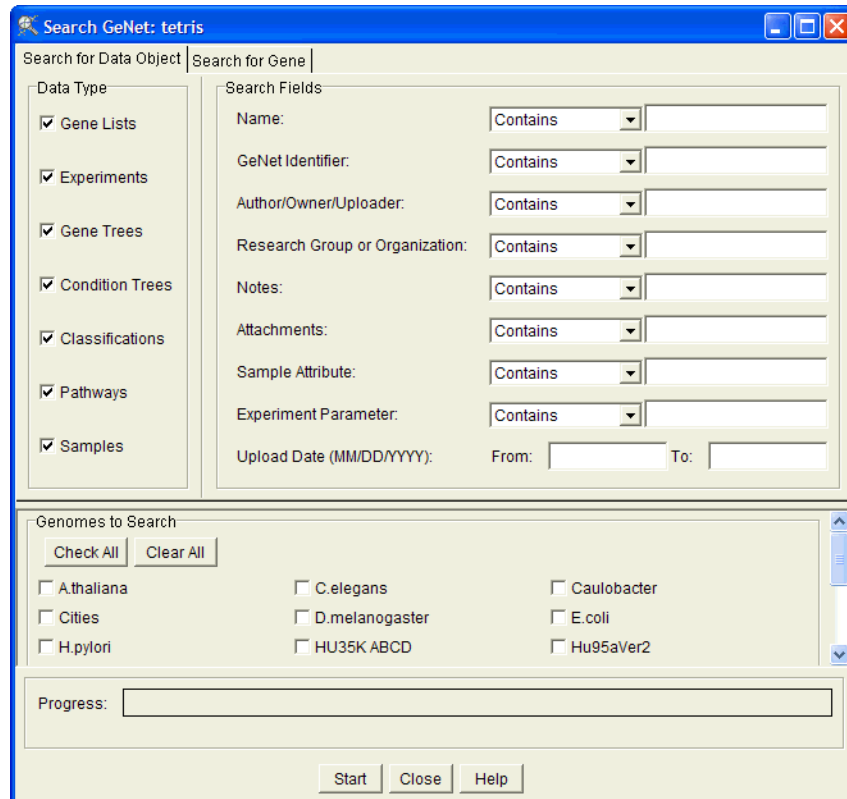 Search GeNet: tetris
Search for Data Object Search for Gene
Data Type
Gene Lists
Experiments
Gene Trees
Condition Trees
Classifications
Pathways
Samples
Search Fields
Name: Contains
GeNet Identifier: Contains
Author/Owner/Uploader: Contains
Research Group or Organization: Contains
Notes: Contains
Attachments: Contains
Sample Attribute: Contains
Experiment Parameter: Contains
Upload Date (MM/DD/YYYY): From: To:
Genomes to Search
Check All Clear All
A.thaliana C.elegans Caulobacter
Cities D.melanogaster E.coli
H.pylori HU35K ABCD Hu95aVer2
Progress:
Start Close Help